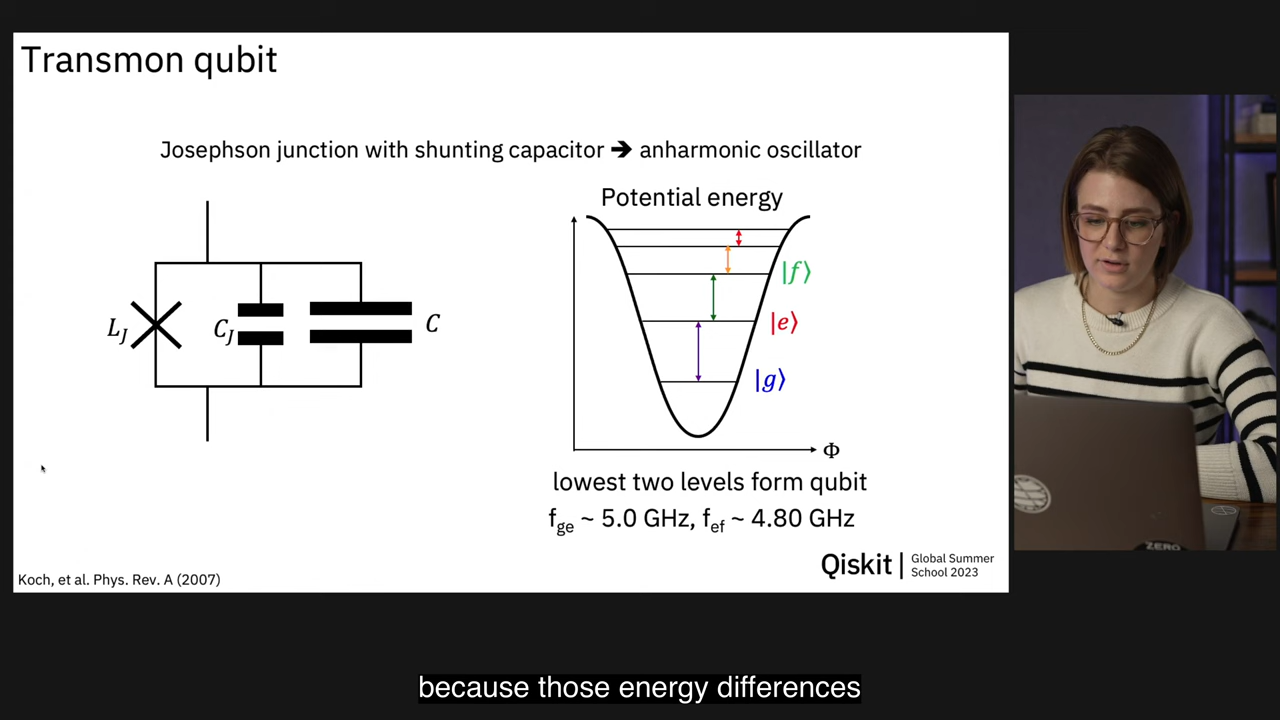 Transmon qubit
Josephson junction with shunting capacitor → anharmonic oscillator
Potential energy
|f⟩
L_J
C_J
C
|e⟩
|g⟩
Φ
lowest two levels form qubit
f_ge ~ 5.0 GHz, f_ef ~ 4.80 GHz
Koch, et al. Phys. Rev. A (2007)
Qiskit | Global Summer
School 2023
ZERO
because those energy differences